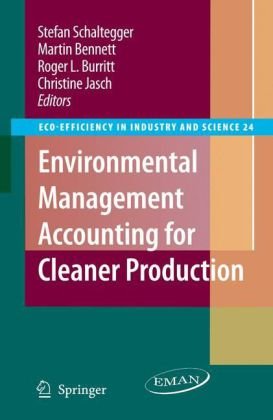 Stefan Schaltegger
Martin Bennett
Roger L. Burritt
Christine Jasch
Editors
ECO-EFFICIENCY IN INDUSTRY AND SCIENCE 24
Environmental
Management
Accounting for
Cleaner Production
Springer
EMAN